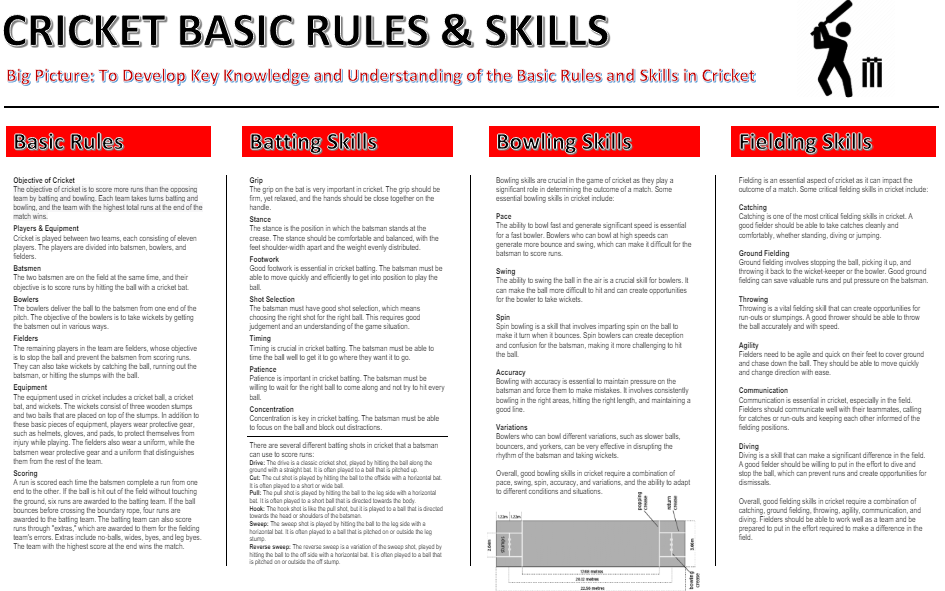 CRICKET BASIC RULES & SKILLS
Big Picture: To Develop Key Knowledge and Understanding of the Basic Rules and Skills in Cricket
Basic Rules
Objective of Cricket
The objective of cricket is to score more runs than the opposing
team by batting and bowling. Each team takes turns batting and
bowling, and the team with the highest total runs at the end of the
match wins.
Players & Equipment
Cricket is played between two teams, each consisting of eleven
players. The players are divided into batsmen, bowlers, and
fielders.
Batsmen
The two batsmen are on the field at the same time, and their
objective is to score runs by hitting the ball with a cricket bat.
Bowlers
The bowlers deliver the ball to the batsmen from one end of the
pitch. The objective of the bowlers is to take wickets by getting
the batsmen out in various ways.
Fielders
The remaining players in the team are fielders, whose objective
is to stop the ball and prevent the batsmen from scoring runs.
They can also take wickets by catching the ball, running out the
batsmen, or hitting the stumps with the ball.
Equipment
The equipment used in cricket includes a cricket ball, a cricket
bat, and wickets. The wickets consist of three wooden stumps
and two bails that are placed on top of the stumps. In addition to
these basic pieces of equipment, players wear protective gear,
such as helmets, gloves, and pads, to protect themselves from
injury while playing. The fielders also wear a uniform, while the
batsmen wear protective gear and a uniform that distinguishes
them from the rest of the team.
Scoring
A run is scored each time the batsmen complete a run from one
end to the other. If the ball is hit out of the field without touching
the ground, six runs are awarded to the batting team. If the ball
bounces before crossing the boundary rope, four runs are
awarded to the batting team. The batting team can also score
runs through "extras," which are awarded to them for the fielding
team's errors. Extras include no-balls, wides, byes, and leg byes.
The team with the highest score at the end wins the match.
Batting Skills
Grip
The grip on the bat is very important in cricket. The grip should be
firm, yet relaxed, and the hands should be close together on the
handle.
Stance
The stance is the position in which the batsman stands at the
crease. The stance should be comfortable and balanced, with the
feet shoulder-width apart and the weight evenly distributed.
Footwork
Good footwork is essential in cricket batting. The batsman must be
able to move quickly and efficiently to get into position to play the
ball.
Shot Selection
The batsman must have good shot selection, which means
choosing the right shot for the right ball. This requires good
judgement and an understanding of the game situation.
Timing
Timing is crucial in cricket batting. The batsman must be able to
time the ball well to get it to go where they want it to go.
Patience
Patience is important in cricket batting. The batsman must be
willing to wait for the right ball to come along and not try to hit every
ball.
Concentration
Concentration is key in cricket batting. The batsman must be able
to focus on the ball and block out distractions.
There are several different batting shots in cricket that a batsman
can use to score runs:
Drive: The drive is a classic cricket shot, played by hitting the ball along the
ground with a straight bat. It is often played to a ball that is pitched up.
Cut: The cut shot is played by hitting the ball to the offside with a horizontal bat.
It is often played to a short or wide ball.
Pull: The pull shot is played by hitting the ball to the leg side with a horizontal
bat. It is often played to a short ball that is directed towards the body.
Hook: The hook shot is like the pull shot, but it is played to a ball that is directed
towards the head or shoulders of the batsman.
Sweep: The sweep shot is played by hitting the ball to the leg side with a
horizontal bat. It is often played to a ball that is pitched on or outside the leg
stump.
Reverse sweep: The reverse sweep is a variation of the sweep shot, played by
hitting the ball to the off side with a horizontal bat. It is often played to a ball that
is pitched on or outside the off stump.
Bowling Skills
Bowling skills are crucial in the game of cricket as they play a
significant role in determining the outcome of a match. Some
essential bowling skills in cricket include:
Pace
The ability to bowl fast and generate significant speed is essential
for a fast bowler. Bowlers who can bowl at high speeds can
generate more bounce and swing, which can make it difficult for the
batsman to score runs.
Swing
The ability to swing the ball in the air is a crucial skill for bowlers. It
can make the ball more difficult to hit and can create opportunities
for the bowler to take wickets.
Spin
Spin bowling is a skill that involves imparting spin on the ball to
make it turn when it bounces. Spin bowlers can create deception
and confusion for the batsman, making it more challenging to hit
the ball.
Accuracy
Bowling with accuracy is essential to maintain pressure on the
batsman and force them to make mistakes. It involves consistently
bowling in the right areas, hitting the right length, and maintaining a
good line.
Variations
Bowlers who can bowl different variations, such as slower balls,
bouncers, and yorkers, can be very effective in disrupting the
rhythm of the batsman and taking wickets.
Overall, good bowling skills in cricket require a combination of
pace, swing, spin, accuracy, and variations, and the ability to adapt
to different conditions and situations.
popping
crease
return
crease
1.22m
1.22m
2.64m
Stumps
3.66m
17.68 metres
20.12 metres
22.56 metres
bowling
crease
Fielding Skills
Fielding is an essential aspect of cricket as it can impact the
outcome of a match. Some critical fielding skills in cricket include:
Catching
Catching is one of the most critical fielding skills in cricket. A
good fielder should be able to take catches cleanly and
comfortably, whether standing, diving or jumping.
Ground Fielding
Ground fielding involves stopping the ball, picking it up, and
throwing it back to the wicket-keeper or the bowler. Good ground
fielding can save valuable runs and put pressure on the batsman.
Throwing
Throwing is a vital fielding skill that can create opportunities for
run-outs or stumpings. A good thrower should be able to throw
the ball accurately and with speed.
Agility
Fielders need to be agile and quick on their feet to cover ground
and chase down the ball. They should be able to move quickly
and change direction with ease.
Communication
Communication is essential in cricket, especially in the field.
Fielders should communicate well with their teammates, calling
for catches or run-outs and keeping each other informed of the
fielding positions.
Diving
Diving is a skill that can make a significant difference in the field.
A good fielder should be willing to put in the effort to dive and
stop the ball, which can prevent runs and create opportunities for
dismissals.
Overall, good fielding skills in cricket require a combination of
catching, ground fielding, throwing, agility, communication, and
diving. Fielders should be able to work well as a team and be
prepared to put in the effort required to make a difference in the
field.